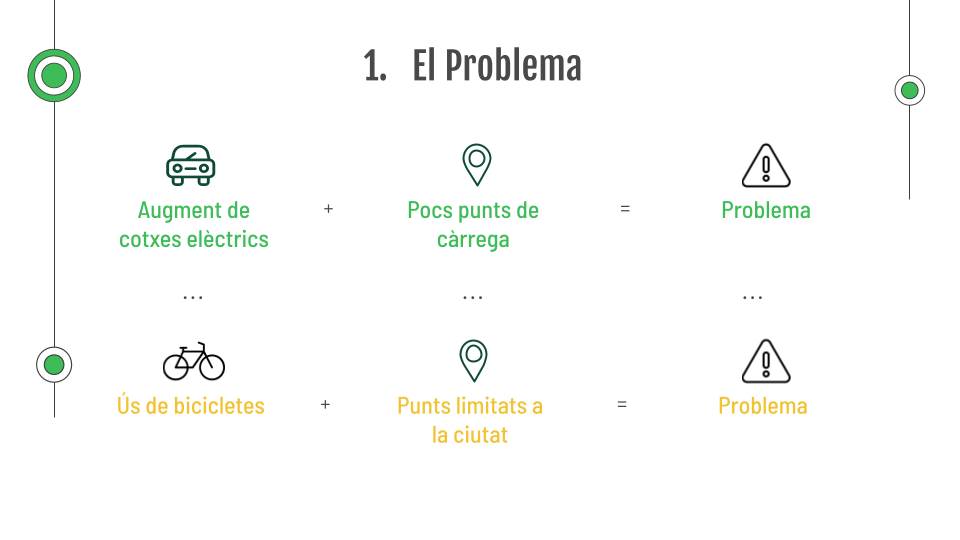 1. El Problema
Augment de
cotxes elèctrics
+
Pocs punts de
càrrega
=
Problema
... ... ...
Ús de bicicletes
+
Punts limitats a
la ciutat
=
Problema